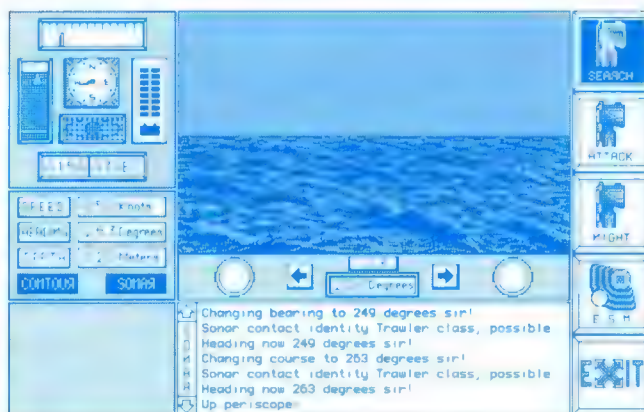 SEARCH
ATTACK
NIGHT
SPEED
Knots
Degrees
Meters
CONTOUR SONAR
Degrees
E S M
EXIT
Changing bearing to 249 degrees sir!
Sonar contact identity Trawler class, possible
Heading now 249 degrees sir!
Changing course to 263 degrees sir!
Sonar contact identity Trawler class, possible
Heading now 263 degrees sir!
Up periscope